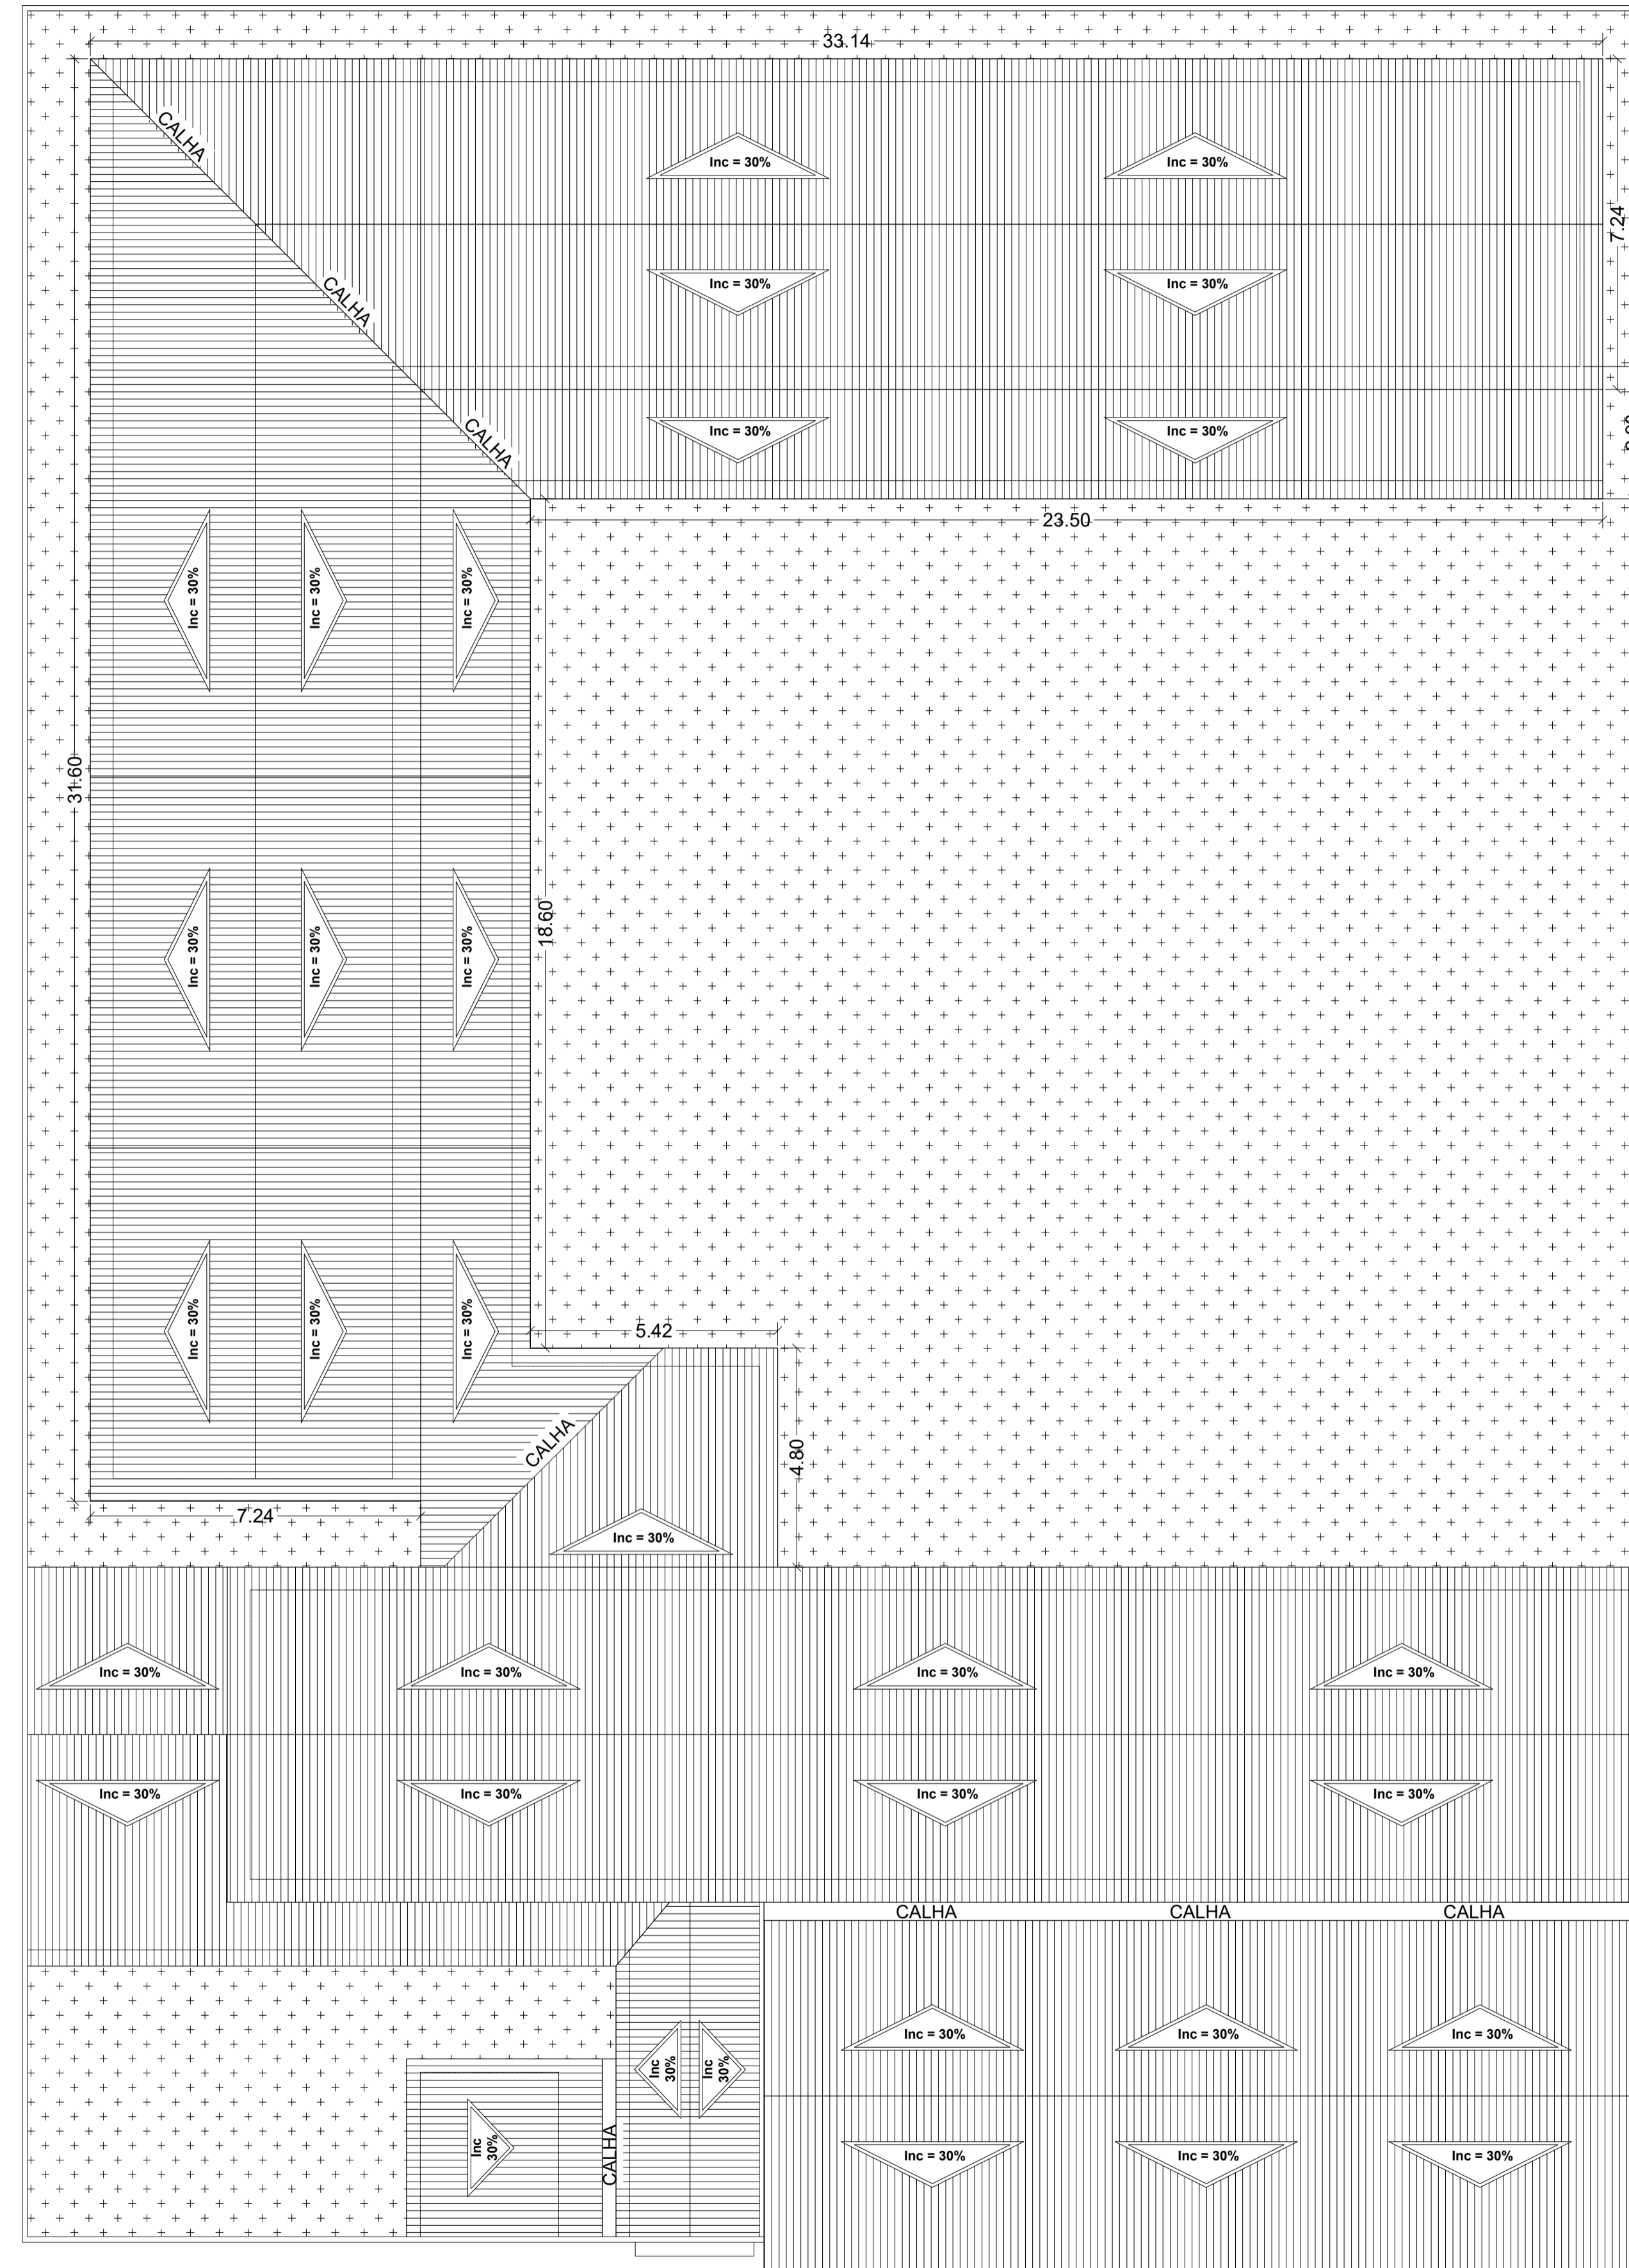 33.14
CALHA
Inc = 30%
Inc = 30%
7.24
CALHA
Inc = 30%
Inc = 30%
CALHA
Inc = 30%
Inc = 30%
23.50
Inc = 30%
Inc = 30%
Inc = 30%
31.60
18.60
Inc = 30%
Inc = 30%
Inc = 30%
5.42
Inc = 30%
Inc = 30%
Inc = 30%
CALHA
4.80
7.24
Inc = 30%
Inc = 30%
Inc = 30%
Inc = 30%
Inc = 30%
Inc = 30%
Inc = 30%
Inc = 30%
Inc = 30%
CALHA
CALHA
CALHA
Inc = 30%
Inc = 30%
Inc = 30%
Inc
30%
Inc
30%
Inc
30%
CALHA
Inc = 30%
Inc = 30%
Inc = 30%